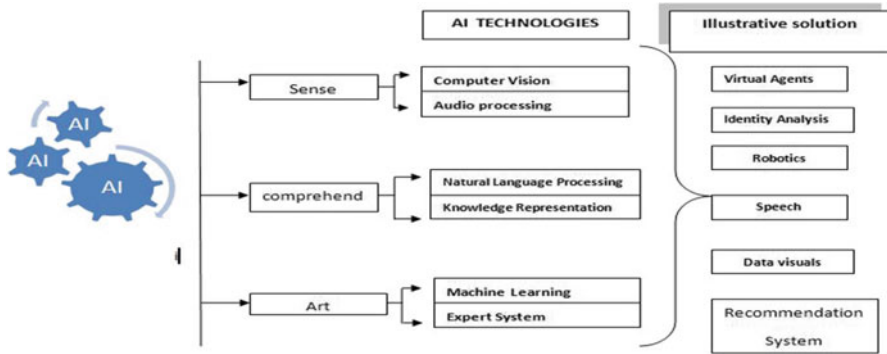 AI TECHNOLOGIES
Illustrative solution
AI
AI
AI
Sense
Computer Vision
Audio processing
comprehend
Natural Language Processing
Knowledge Representation
Art
Machine Learning
Expert System
Virtual Agents
Identity Analysis
Robotics
Speech
Data visuals
Recommendation
System